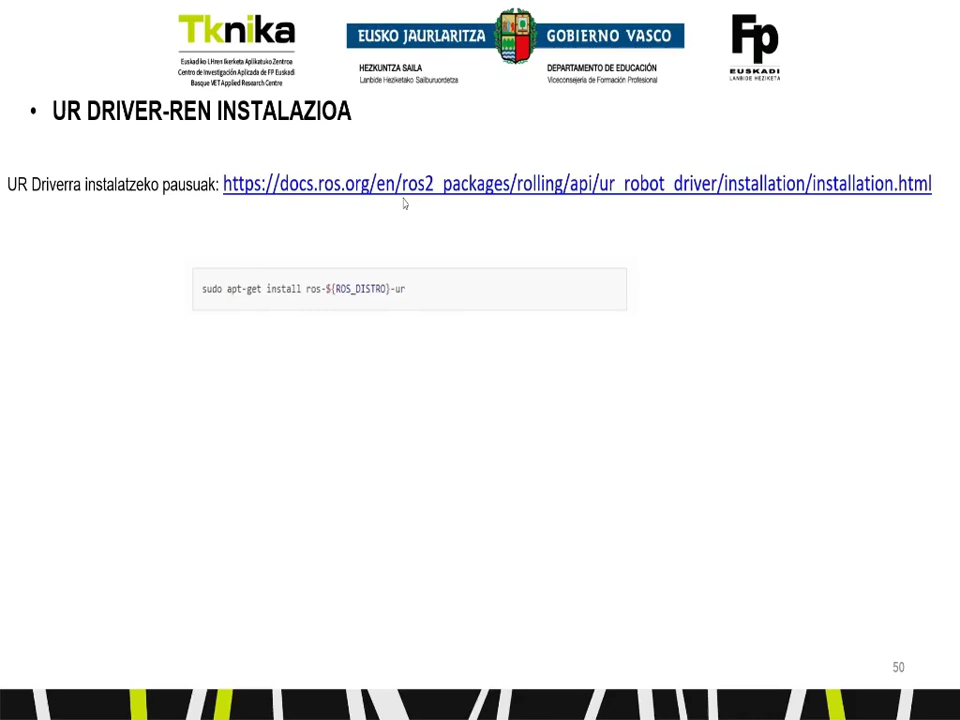 Tknika
Euskadiko LHren Ikerketa Aplikatuko Zentroa
Centro de Investigación Aplicada de FP Euskadi
Basque VET Applied Research Centre
EUSKO JAURLARITZA
GOBIERNO VASCO
HEZKUNTZA SAILA
Lanbide Heziketako Sailburuordetza
DEPARTAMENTO DE EDUCACIÓN
Viceconsejería de Formación Profesional
Fp
EUSKADI
LANBIDE HEZIKETA
• UR DRIVER-REN INSTALAZIOA
UR Driverra instalatzeko pausuak: https://docs.ros.org/en/ros2_packages/rolling/api/ur_robot_driver/installation/installation.html
sudo apt-get install ros-${ROS_DISTRO}-ur
50